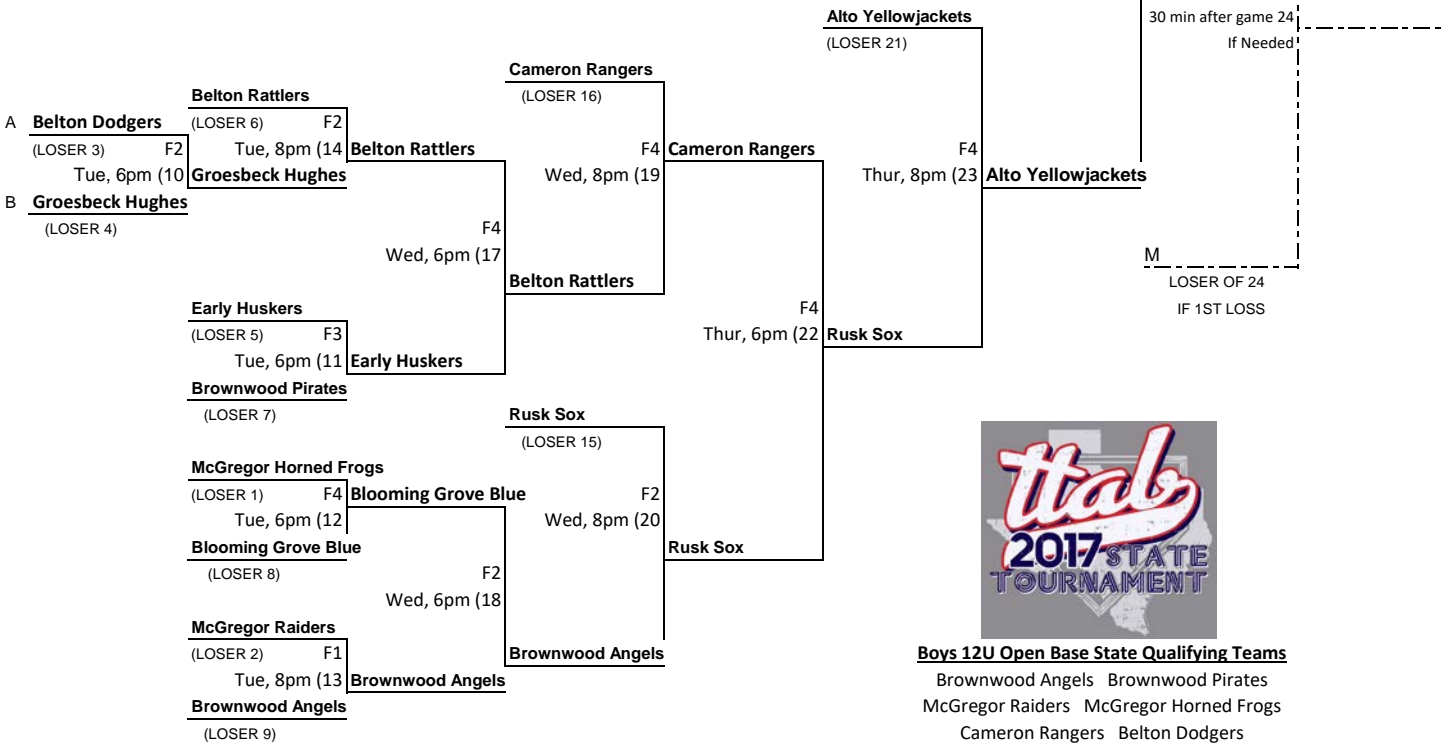 Alto Yellowjackets
(LOSER 21)
30 min after game 24
If Needed
Cameron Rangers
(LOSER 16)
Belton Rattlers
(LOSER 6) F2
A Belton Dodgers
(LOSER 3) F2
Tue, 8pm (14 Belton Rattlers
F4 Cameron Rangers
F4
Tue, 6pm (10 Groesbeck Hughes
Wed, 8pm (19
Thur, 8pm (23 Alto Yellowjackets
B Groesbeck Hughes
(LOSER 4)
F4
Wed, 6pm (17
M
LOSER OF 24
IF 1ST LOSS
Belton Rattlers
Early Huskers
(LOSER 5) F3
Tue, 6pm (11 Early Huskers
F4
Thur, 6pm (22 Rusk Sox
Brownwood Pirates
(LOSER 7)
Rusk Sox
(LOSER 15)
McGregor Horned Frogs
(LOSER 1) F4 Blooming Grove Blue
F2
Tue, 6pm (12
Wed, 8pm (20
Blooming Grove Blue
(LOSER 8)
Rusk Sox
F2
Wed, 6pm (18
McGregor Raiders
(LOSER 2) F1
Brownwood Angels
Tue, 8pm (13 Brownwood Angels
Brownwood Angels
(LOSER 9)
ttab
2017 STATE
TOURNAMENT
Boys 12U Open Base State Qualifying Teams
Brownwood Angels Brownwood Pirates
McGregor Raiders McGregor Horned Frogs
Cameron Rangers Belton Dodgers